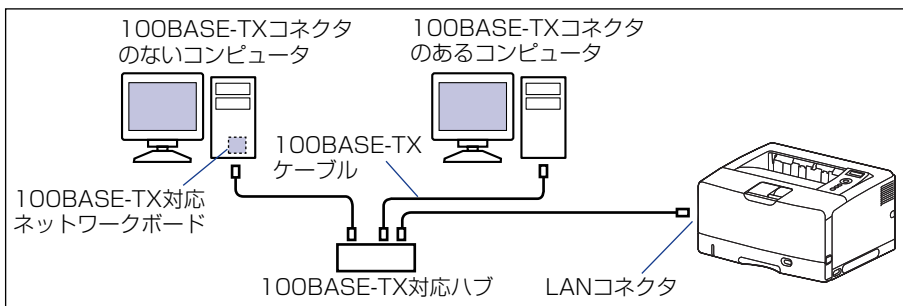 100BASE-TXコネクタ
のないコンピュータ
100BASE-TXコネクタ
のあるコンピュータ
100BASE-TX
ケーブル
100BASE-TX対応
ネットワークボード
100BASE-TX対応ハブ
LANコネクタ